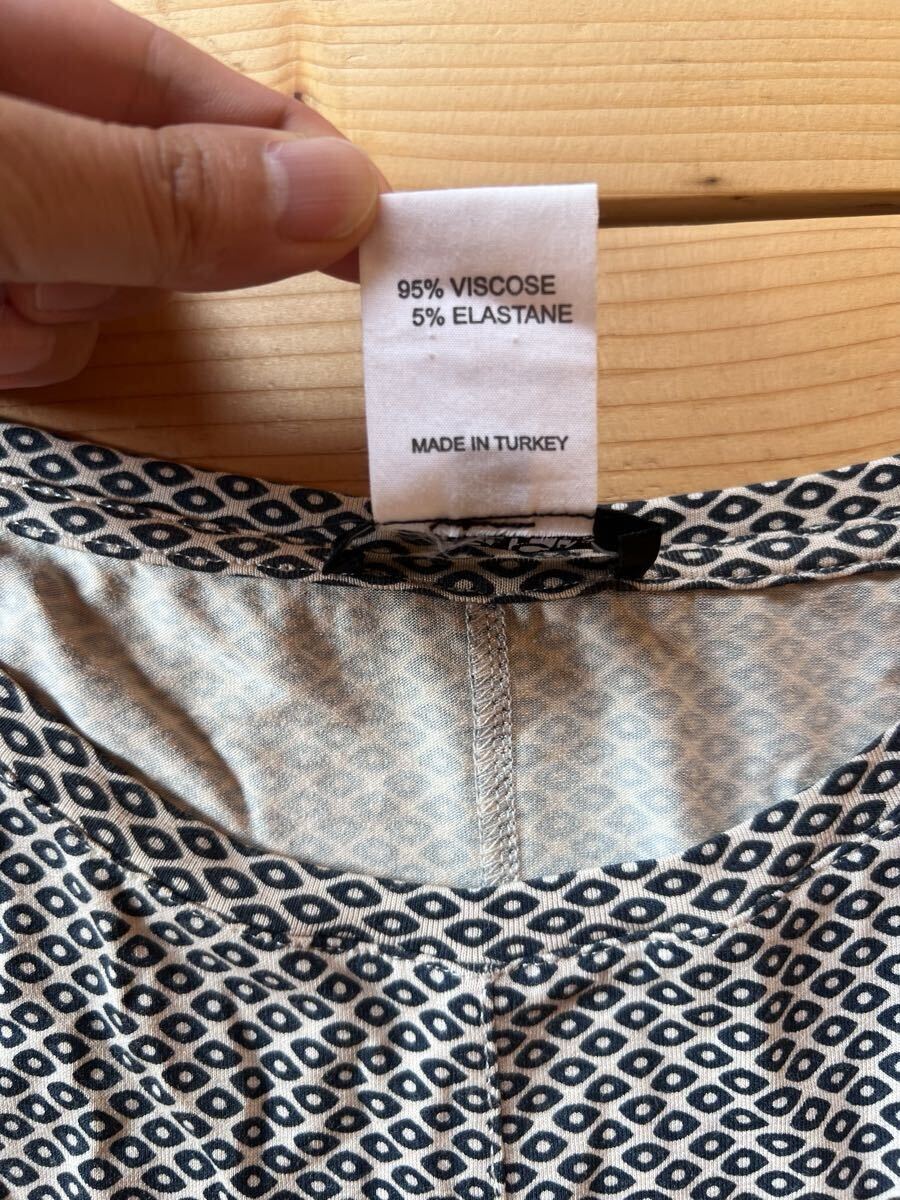 95% VISCOSE
5% ELASTANE
MADE IN TURKEY